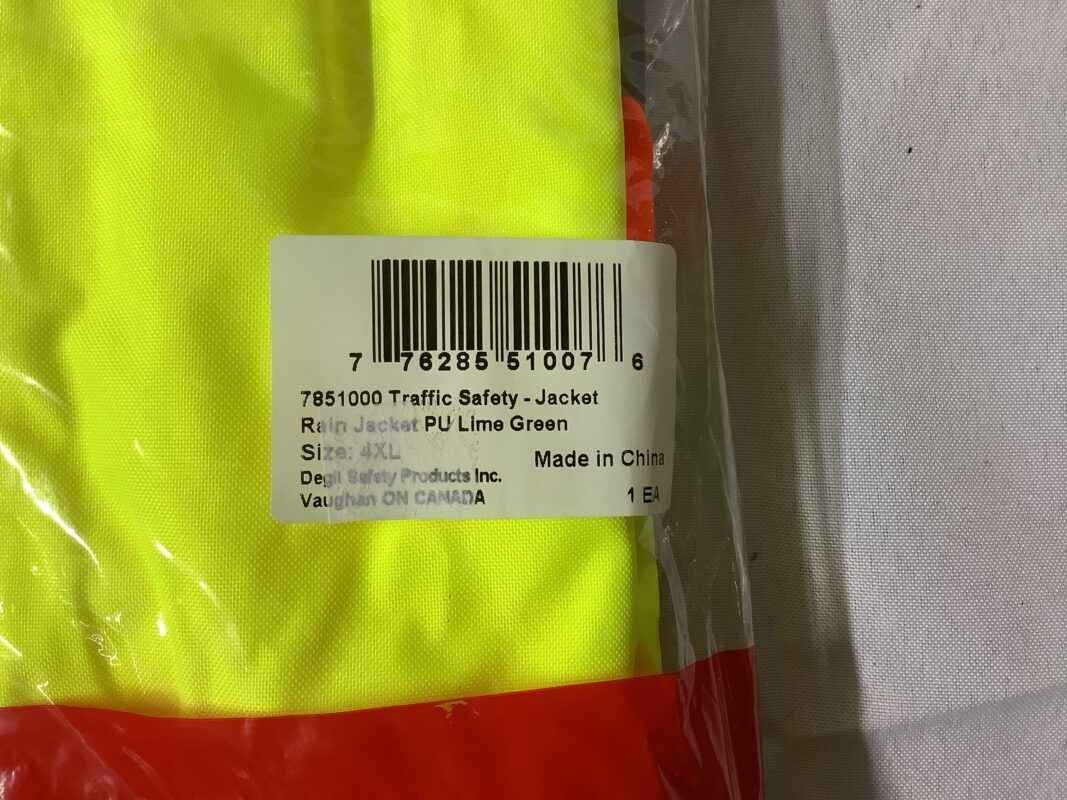 7 76285 51007 6
7851000 Traffic Safety - Jacket
Rain Jacket PU Lime Green
Size: 4XL
Made in China
Degil Safety Products Inc.
Vaughan ON CANADA
1 EA